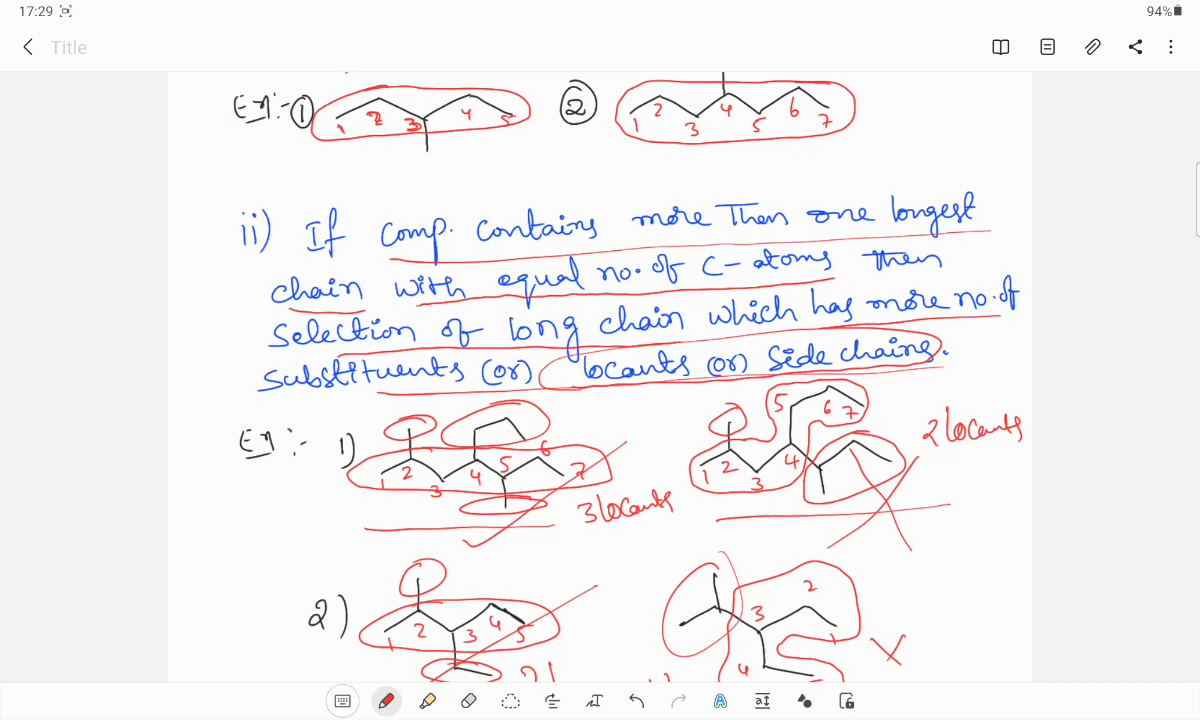 17:29 94%
Title
Ex:- ① ②
1 2 3 4 5 1 2 3 4 5 6 7
ii) If comp. contains more Then one longest
chain with equal no. of C-atoms then
selection of long chain which has more no. of
substituents (or) locants (or) side chains.
Ex:- 1) 1 2 3 4 5 6 7 3 locants 1 2 3 4 5 6 7 2 locants
2) 1 2 3 4 5 1 2 3 4 X